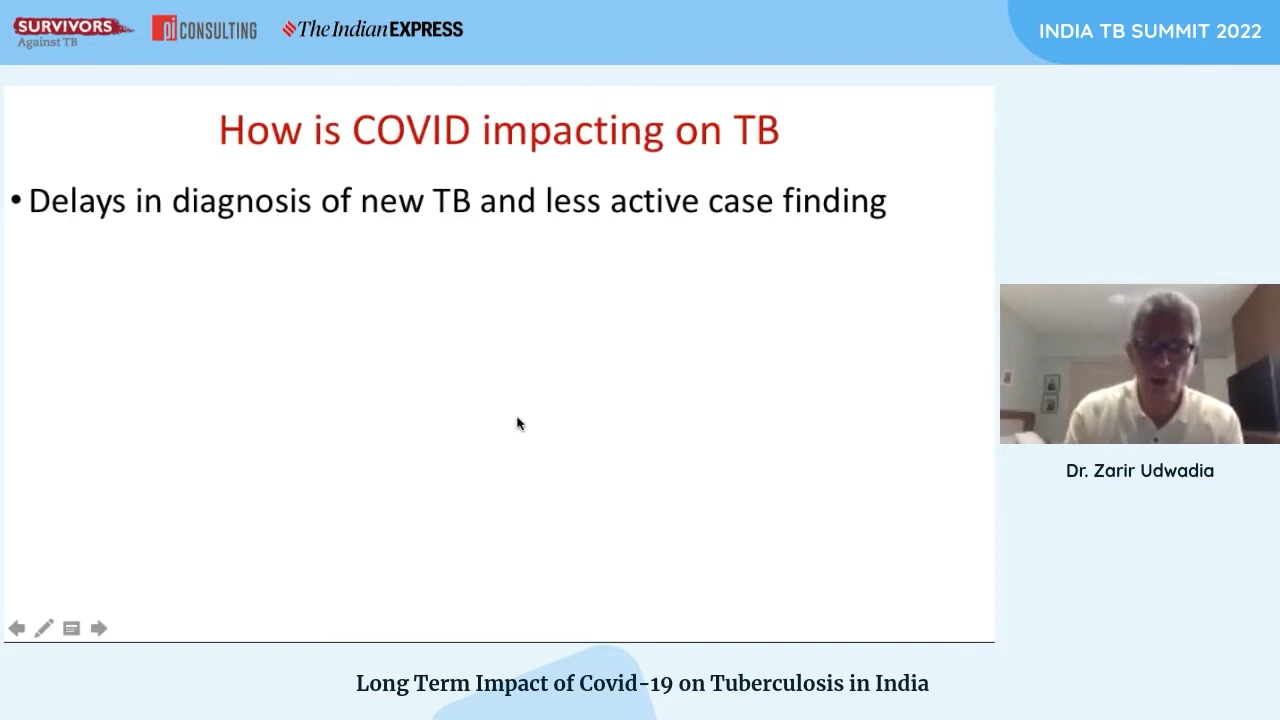 SURVIVORS
Against TB
pi CONSULTING
The Indian EXPRESS
INDIA TB SUMMIT 2022
How is COVID impacting on TB
• Delays in diagnosis of new TB and less active case finding
Dr. Zarir Udwadia
Long Term Impact of Covid-19 on Tuberculosis in India